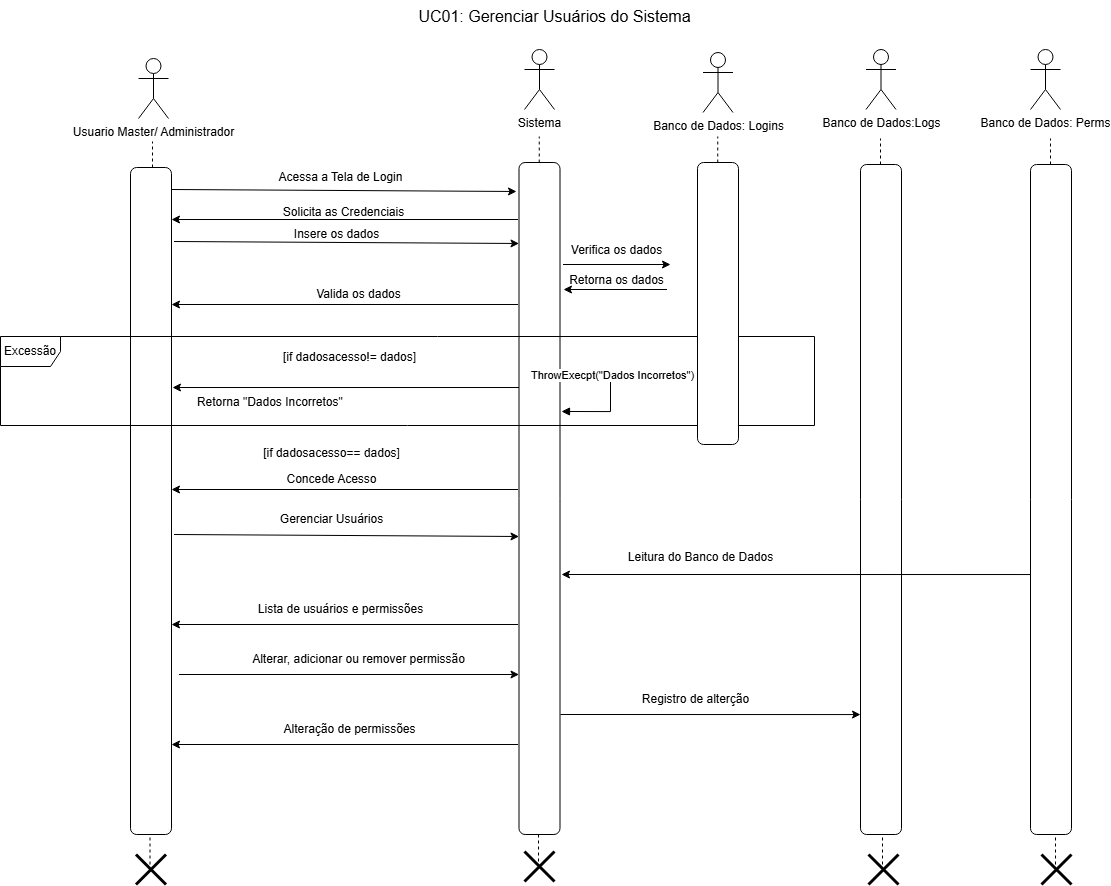 UC01: Gerenciar Usuários do Sistema
Usuario Master/ Administrador
Sistema
Banco de Dados: Logins
Banco de Dados:Logs
Banco de Dados: Perms
Acessa a Tela de Login
Solicita as Credenciais
Insere os dados
Verifica os dados
Retorna os dados
Valida os dados
Excessão
[if dadosacesso!= dados]
ThrowExecpt("Dados Incorretos")
Retorna "Dados Incorretos"
[if dadosacesso== dados]
Concede Acesso
Gerenciar Usuários
Leitura do Banco de Dados
Lista de usuários e permissões
Alterar, adicionar ou remover permissão
Registro de alterção
Alteração de permissões